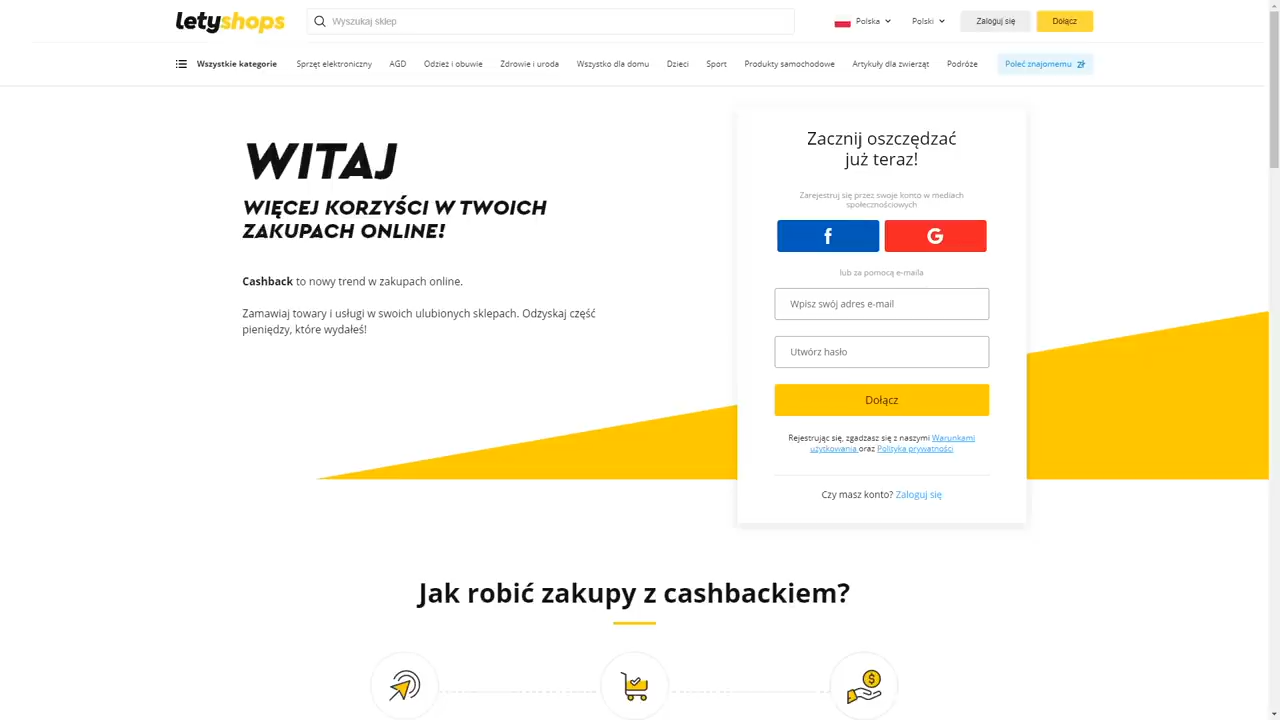 letyshops
Wyszukaj sklep
Polska
Polski
Zaloguj się
Dołącz
Wszystkie kategorie
Sprzęt elektroniczny
AGD
Odzież i obuwie
Zdrowie i uroda
Wszystko dla domu
Dzieci
Sport
Produkty samochodowe
Artykuły dla zwierząt
Podróże
Poleć znajomemu zł
WITAJ
WIĘCEJ KORZYŚCI W TWOICH
ZAKUPACH ONLINE!
Cashback to nowy trend w zakupach online.
Zamawiaj towary i usługi w swoich ulubionych sklepach. Odzyskaj część
pieniędzy, które wydałeś!
Zacznij oszczędzać
już teraz!
Zarejestruj się przez swoje konto w mediach
społecznościowych
f
G
lub za pomocą e-maila
Wpisz swój adres e-mail
Utwórz hasło
Dołącz
Rejestrując się, zgadzasz się z naszymi Warunkami
użytkowania oraz Polityka prywatności
Czy masz konto? Zaloguj się
Jak robić zakupy z cashbackiem?
$